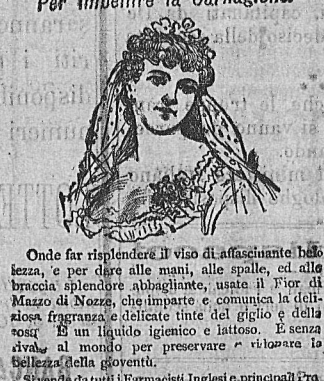 Per impedire la Carnagione
Onde far risplendere il viso di affascinante bel-
lezza, e per dare alle mani, alle spalle, ed alle
braccia splendore abbagliante, usate il Fior di
Mazzo di Nozze, che imparte e comunica la deli-
ziosa fragranza e delicate tinte del giglio e della
rosa. È un liquido igienico e lattoso. È senza
rivale al mondo per preservare e ridonare la
bellezza della gioventù.
Si vende da tutti i Farmacisti Inglesi e principali Pro